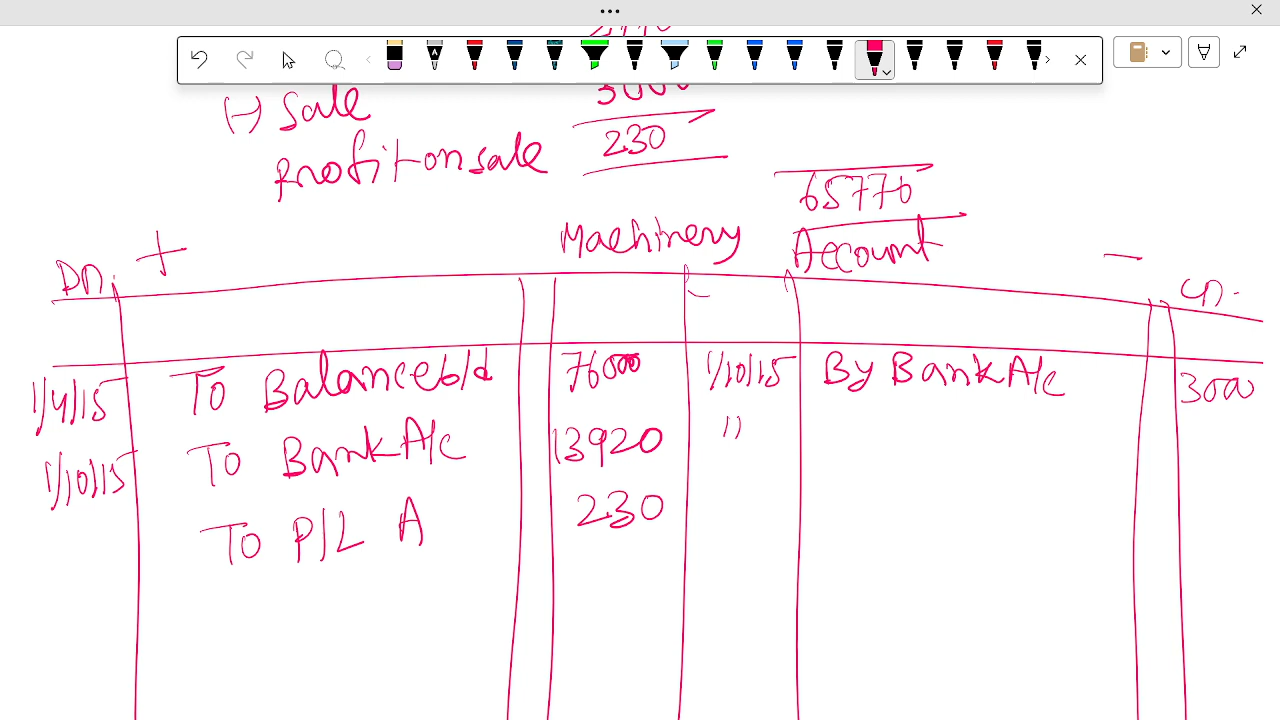 (-) Sale 3000
profit on sale 230
65770
Machinery Account
Dr. + - Cr.
1/4/15 To Balance b/d 76000 1/10/15 By Bank A/c 3000
1/10/15 To Bank A/c 13920 "
To P/L A 230